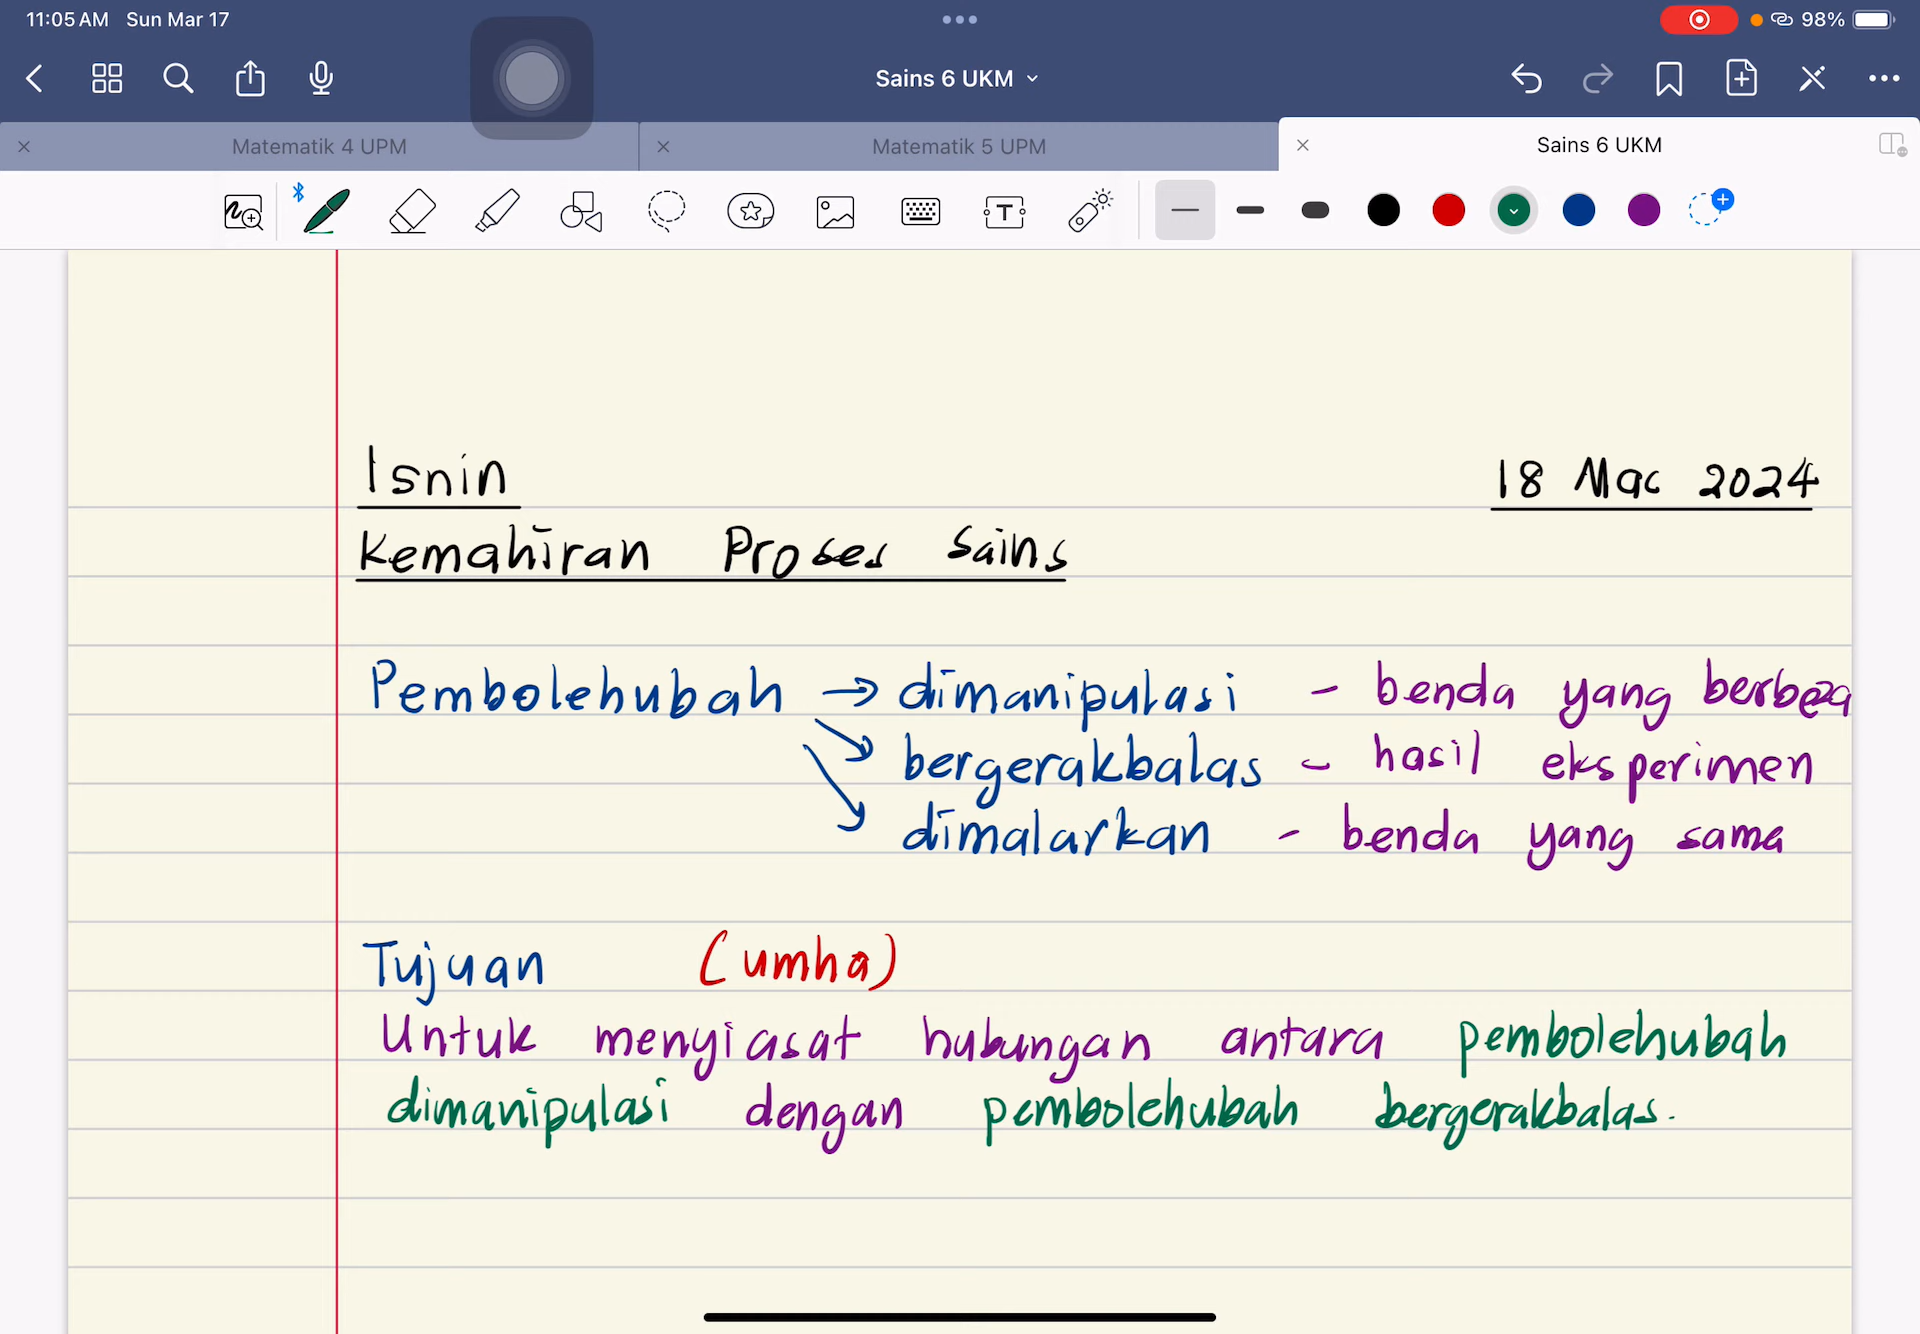 11:05 AM Sun Mar 17
98%
Sains 6 UKM
Matematik 4 UPM
Matematik 5 UPM
Sains 6 UKM
T
Isnin
18 Mac 2024
Kemahiran Proses Sains
Pembolehubah → dimanipulasi - benda yang berbeza
bergerakbalas - hasil eksperimen
dimalarkan - benda yang sama
Tujuan (umha)
Untuk menyiasat hubungan antara pembolehubah
dimanipulasi dengan pembolehubah bergerakbalas.